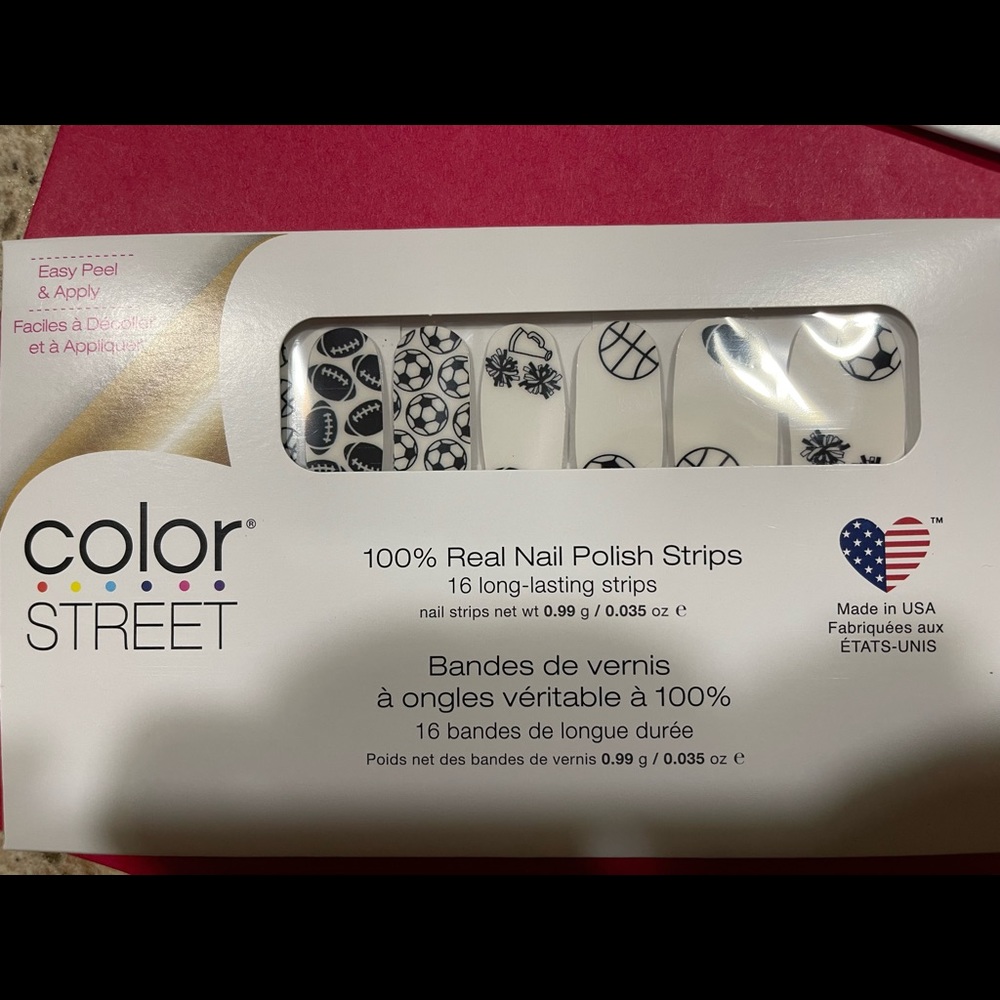 Easy Peel
& Apply
Faciles à Décoller
et à Appliquer
color®
STREET
100% Real Nail Polish Strips
16 long-lasting strips
nail strips net wt 0.99 g / 0.035 oz ℮
Bandes de vernis
à ongles véritable à 100%
16 bandes de longue durée
Poids net des bandes de vernis 0.99 g / 0.035 oz ℮
™
Made in USA
Fabriquées aux
ÉTATS-UNIS